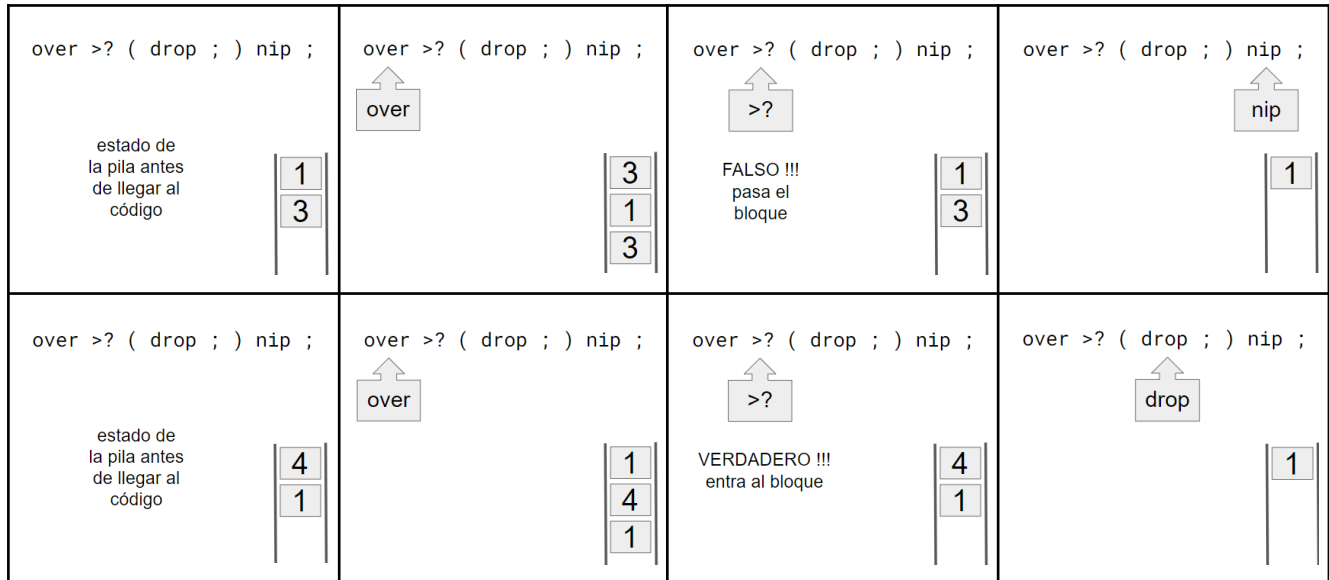 over >? ( drop ; ) nip ;
estado de
la pila antes
de llegar al
código
1
3
over >? ( drop ; ) nip ;
over
3
1
3
over >? ( drop ; ) nip ;
>?
FALSO !!!
pasa el
bloque
1
3
over >? ( drop ; ) nip ;
nip
1
over >? ( drop ; ) nip ;
estado de
la pila antes
de llegar al
código
4
1
over >? ( drop ; ) nip ;
over
1
4
1
over >? ( drop ; ) nip ;
>?
VERDADERO !!!
entra al bloque
4
1
over >? ( drop ; ) nip ;
drop
1